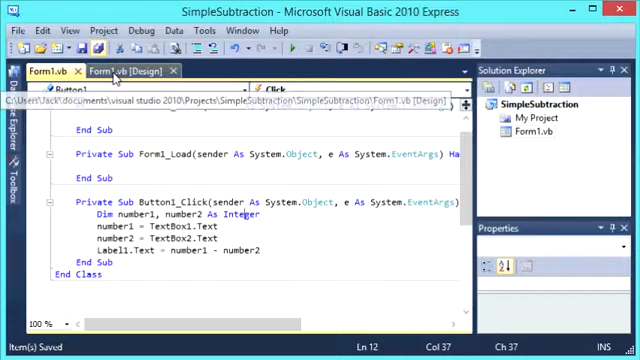 SimpleSubtraction - Microsoft Visual Basic 2010 Express
File Edit View Project Debug Data Tools Window Help
Form1.vb Form1.vb [Design]
Button1 Click
C:\Users\Jack\documents\visual studio 2010\Projects\SimpleSubtraction\SimpleSubtraction\Form1.vb [Design]
End Sub
Private Sub Form1_Load(sender As System.Object, e As System.EventArgs) Ha
End Sub
Private Sub Button1_Click(sender As System.Object, e As System.EventArgs)
Dim number1, number2 As Integer
number1 = TextBox1.Text
number2 = TextBox2.Text
Label1.Text = number1 - number2
End Sub
End Class
100 %
Item(s) Saved Ln 12 Col 37 Ch 37
Toolbox
Solution Explorer
SimpleSubtraction
My Project
Form1.vb
Properties